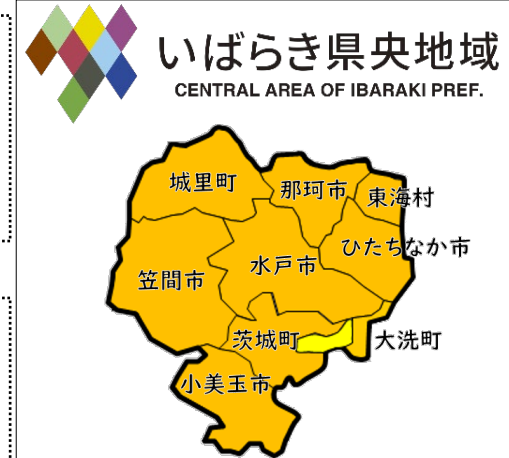 いばらき県央地域
CENTRAL AREA OF IBARAKI PREF.
城里町
那珂市
東海村
ひたちなか市
水戸市
笠間市
茨城町
大洗町
小美玉市